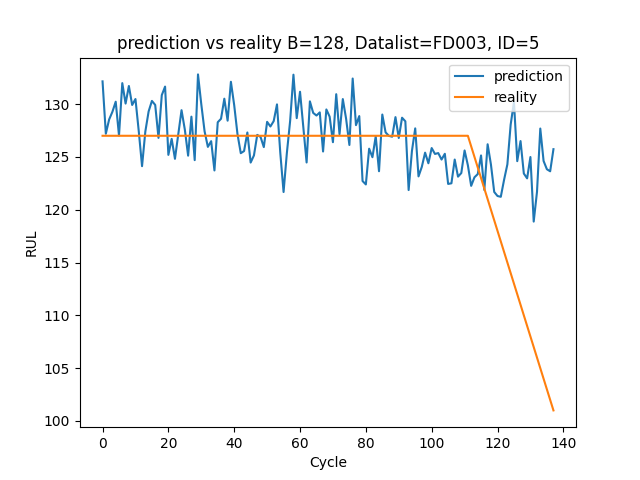 prediction vs reality B=128, Datalist=FD003, ID=5
prediction
reality
RUL
130
125
120
115
110
105
100
0 20 40 60 80 100 120 140
Cycle